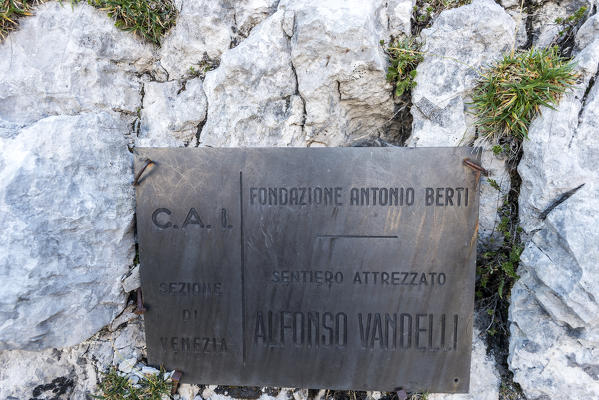 C.A.I.
SEZIONE
DI
VENEZIA
FONDAZIONE ANTONIO BERTI
SENTIERO ATTREZZATO
ALFONSO VANDELLI